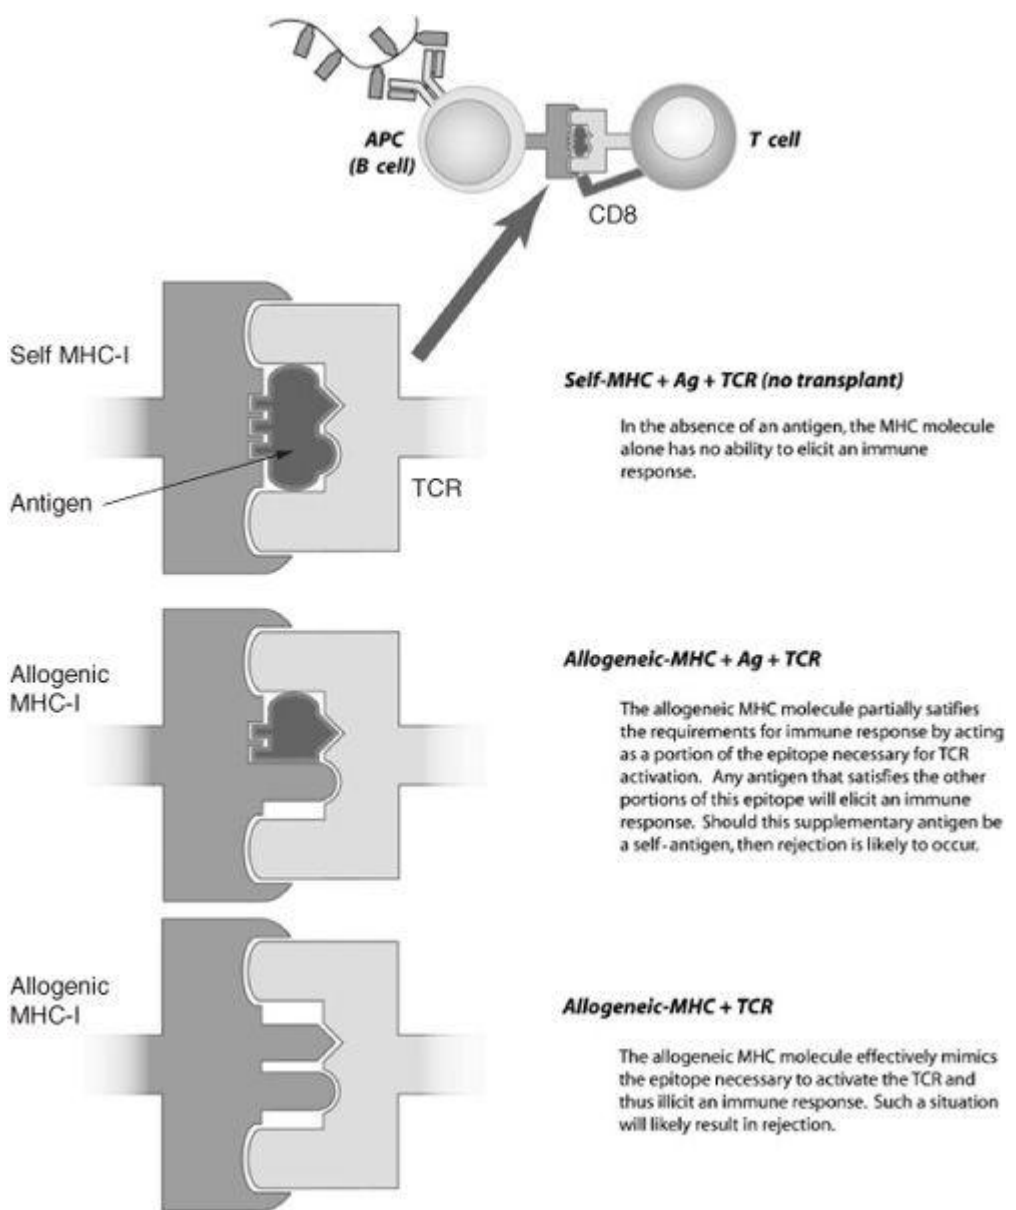 APC
(B cell)
T cell
CD8
Self MHC-I
Antigen
TCR
Self-MHC + Ag + TCR (no transplant)
In the absence of an antigen, the MHC molecule
alone has no ability to elicit an immune
response.
Allogenic
MHC-I
Allogeneic-MHC + Ag + TCR
The allogeneic MHC molecule partially satifies
the requirements for immune response by acting
as a portion of the epitope necessary for TCR
activation. Any antigen that satisfies the other
portions of this epitope will elicit an immune
response. Should this supplementary antigen be
a self-antigen, then rejection is likely to occur.
Allogenic
MHC-I
Allogeneic-MHC + TCR
The allogeneic MHC molecule effectively mimics
the epitope necessary to activate the TCR and
thus illicit an immune response. Such a situation
will likely result in rejection.